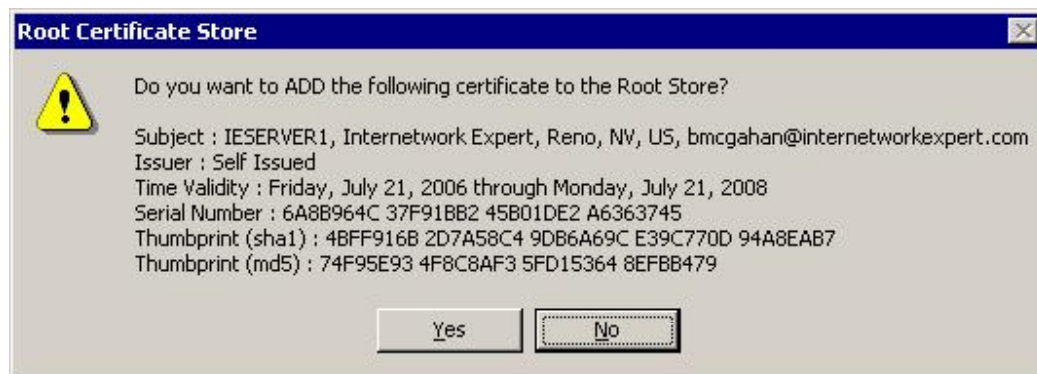 Root Certificate Store
Do you want to ADD the following certificate to the Root Store?
Subject : IESERVER1, Internetwork Expert, Reno, NV, US, bmcgahan@internetworkexpert.com
Issuer : Self Issued
Time Validity : Friday, July 21, 2006 through Monday, July 21, 2008
Serial Number : 6A8B964C 37F91BB2 45B01DE2 A6363745
Thumbprint (sha1) : 4BFF916B 2D7A58C4 9DB6A69C E39C770D 94A8EAB7
Thumbprint (md5) : 74F95E93 4F8C8AF3 5FD15364 8EFBB479
Yes No